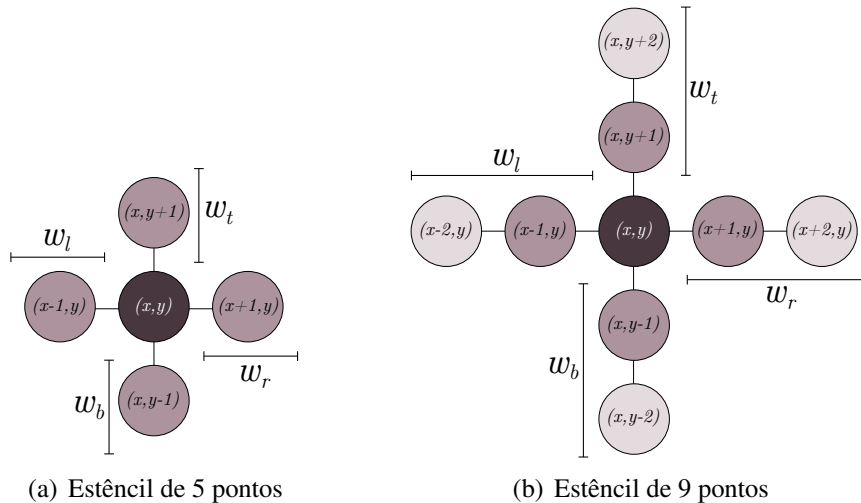 (x,y+2)
w_t
(x,y+1)
w_l
(x-2,y) (x-1,y) (x,y) (x+1,y) (x+2,y)
w_r
(x,y-1)
w_b
(x,y-2)
(x,y+1)
w_t
w_l
(x-1,y) (x,y) (x+1,y)
w_r
w_b
(x,y-1)
(a) Estêncil de 5 pontos
(b) Estêncil de 9 pontos